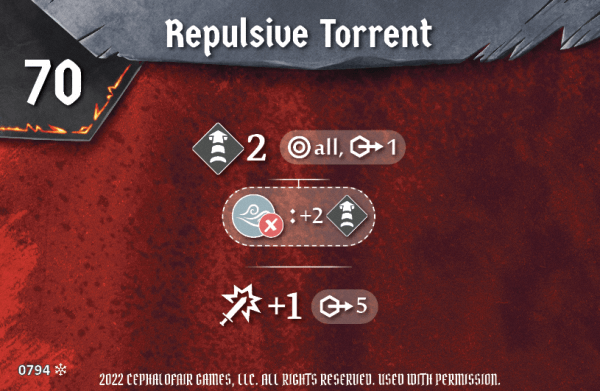 Repulsive Torrent
70
2 all, 1
: +2
+1 5
0794
2022 CEPHALOFAIR GAMES, LLC. ALL RIGHTS RESERVED. USED WITH PERMISSION.